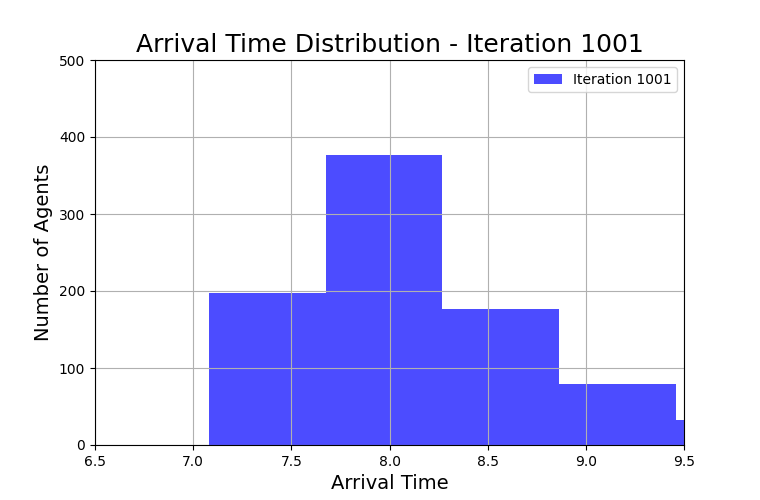 Arrival Time Distribution - Iteration 1001
Iteration 1001
Number of Agents
500
400
300
200
100
0
6.5 7.0 7.5 8.0 8.5 9.0 9.5
Arrival Time